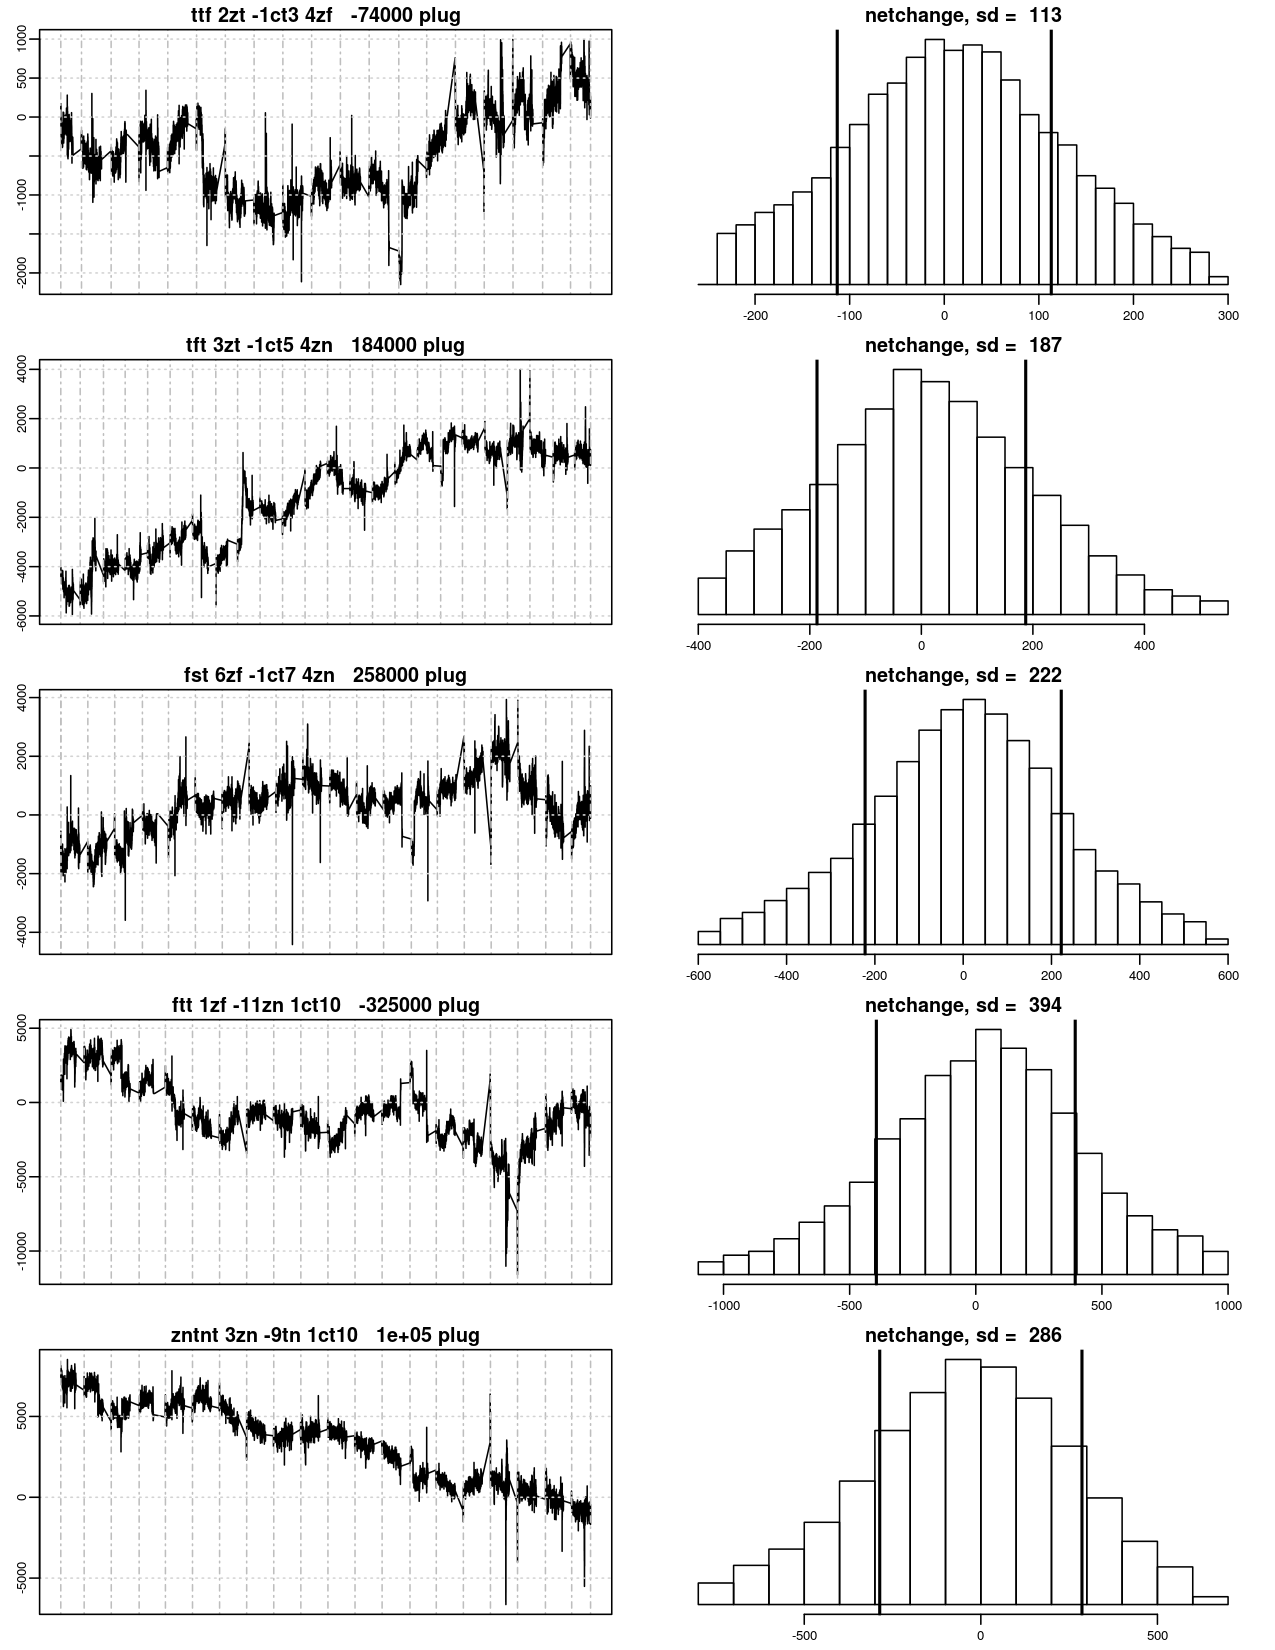 ttf 2zt -1ct3 4zf -74000 plug
1000
500
0
-1000
-2000
netchange, sd = 113
-200 -100 0 100 200 300
tft 3zt -1ct5 4zn 184000 plug
4000
2000
0
-2000
-4000
-6000
netchange, sd = 187
-400 -200 0 200 400
fst 6zf -1ct7 4zn 258000 plug
4000
2000
0
-2000
-4000
netchange, sd = 222
-600 -400 -200 0 200 400 600
ftt 1zf -11zn 1ct10 -325000 plug
5000
0
-5000
-10000
netchange, sd = 394
-1000 -500 0 500 1000
zntnt 3zn -9tn 1ct10 1e+05 plug
5000
0
-5000
netchange, sd = 286
-500 0 500